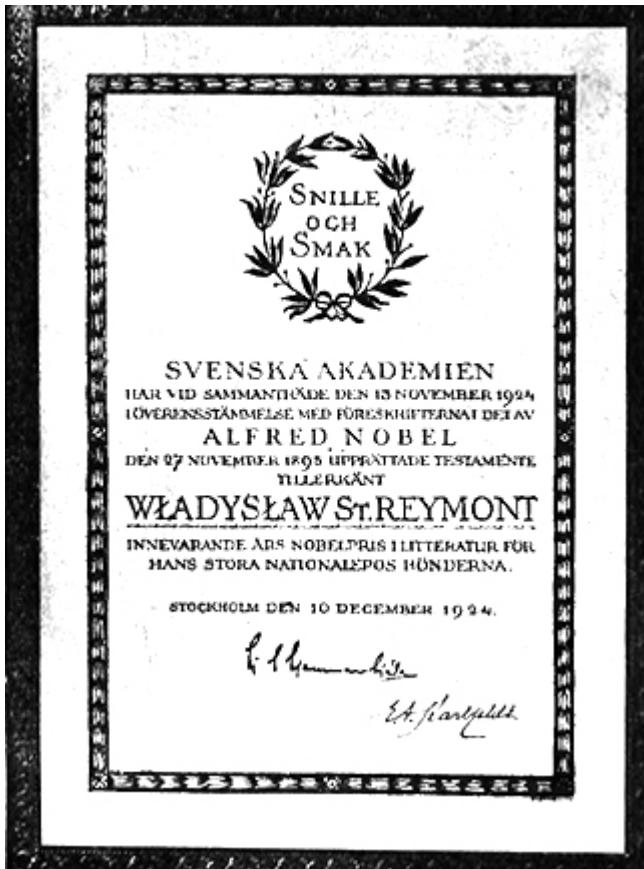 SNILLE
OCH
SMAK
SVENSKA AKADEMIEN
HAR VID SAMMANTRÄDE DEN 13 NOVEMBER 1924
I ÖVERENSSTÄMMELSE MED FÖRESKRIFTERNA I DET AV
ALFRED NOBEL
DEN 27 NOVEMBER 1895 UPPRÄTTADE TESTAMENTE
TILLERKÄNT
WŁADYSŁAW ST. REYMONT
INNEVARANDE ÅRS NOBELPRIS I LITTERATUR FÖR
HANS STORA NATIONALEPOS BÖNDERNA.
STOCKHOLM DEN 10 DECEMBER 1924.
E.A. Karlfeldt